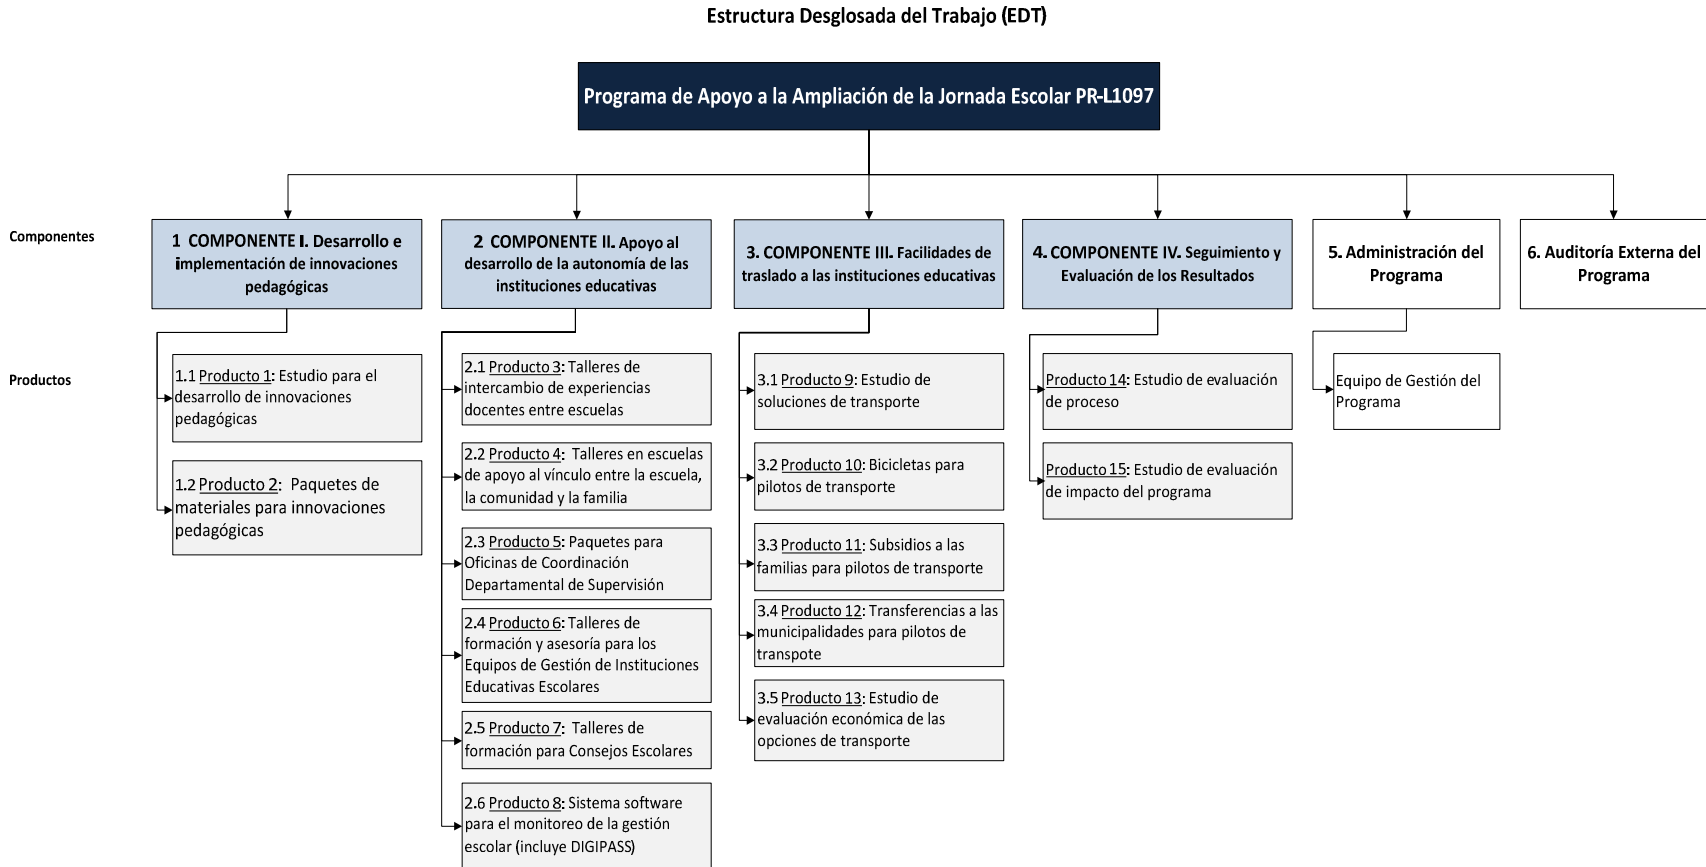 Estructura Desglosada del Trabajo (EDT)
Programa de Apoyo a la Ampliación de la Jornada Escolar PR-L1097
Componentes
1 COMPONENTE I. Desarrollo e
implementación de innovaciones
pedagógicas
2 COMPONENTE II. Apoyo al
desarrollo de la autonomía de las
instituciones educativas
3. COMPONENTE III. Facilidades de
traslado a las instituciones educativas
4. COMPONENTE IV. Seguimiento y
Evaluación de los Resultados
5. Administración del
Programa
6. Auditoría Externa del
Programa
Productos
1.1 Producto 1: Estudio para el
desarrollo de innovaciones
pedagógicas
1.2 Producto 2: Paquetes de
materiales para innovaciones
pedagógicas
2.1 Producto 3: Talleres de
intercambio de experiencias
docentes entre escuelas
2.2 Producto 4: Talleres en escuelas
de apoyo al vínculo entre la escuela,
la comunidad y la familia
2.3 Producto 5: Paquetes para
Oficinas de Coordinación
Departamental de Supervisión
2.4 Producto 6: Talleres de
formación y asesoría para los
Equipos de Gestión de Instituciones
Educativas Escolares
2.5 Producto 7: Talleres de
formación para Consejos Escolares
2.6 Producto 8: Sistema software
para el monitoreo de la gestión
escolar (incluye DIGIPASS)
3.1 Producto 9: Estudio de
soluciones de transporte
3.2 Producto 10: Bicicletas para
pilotos de transporte
3.3 Producto 11: Subsidios a las
familias para pilotos de transporte
3.4 Producto 12: Transferencias a las
municipalidades para pilotos de
transpote
3.5 Producto 13: Estudio de
evaluación económica de las
opciones de transporte
Producto 14: Estudio de evaluación
de proceso
Producto 15: Estudio de evaluación
de impacto del programa
Equipo de Gestión del
Programa